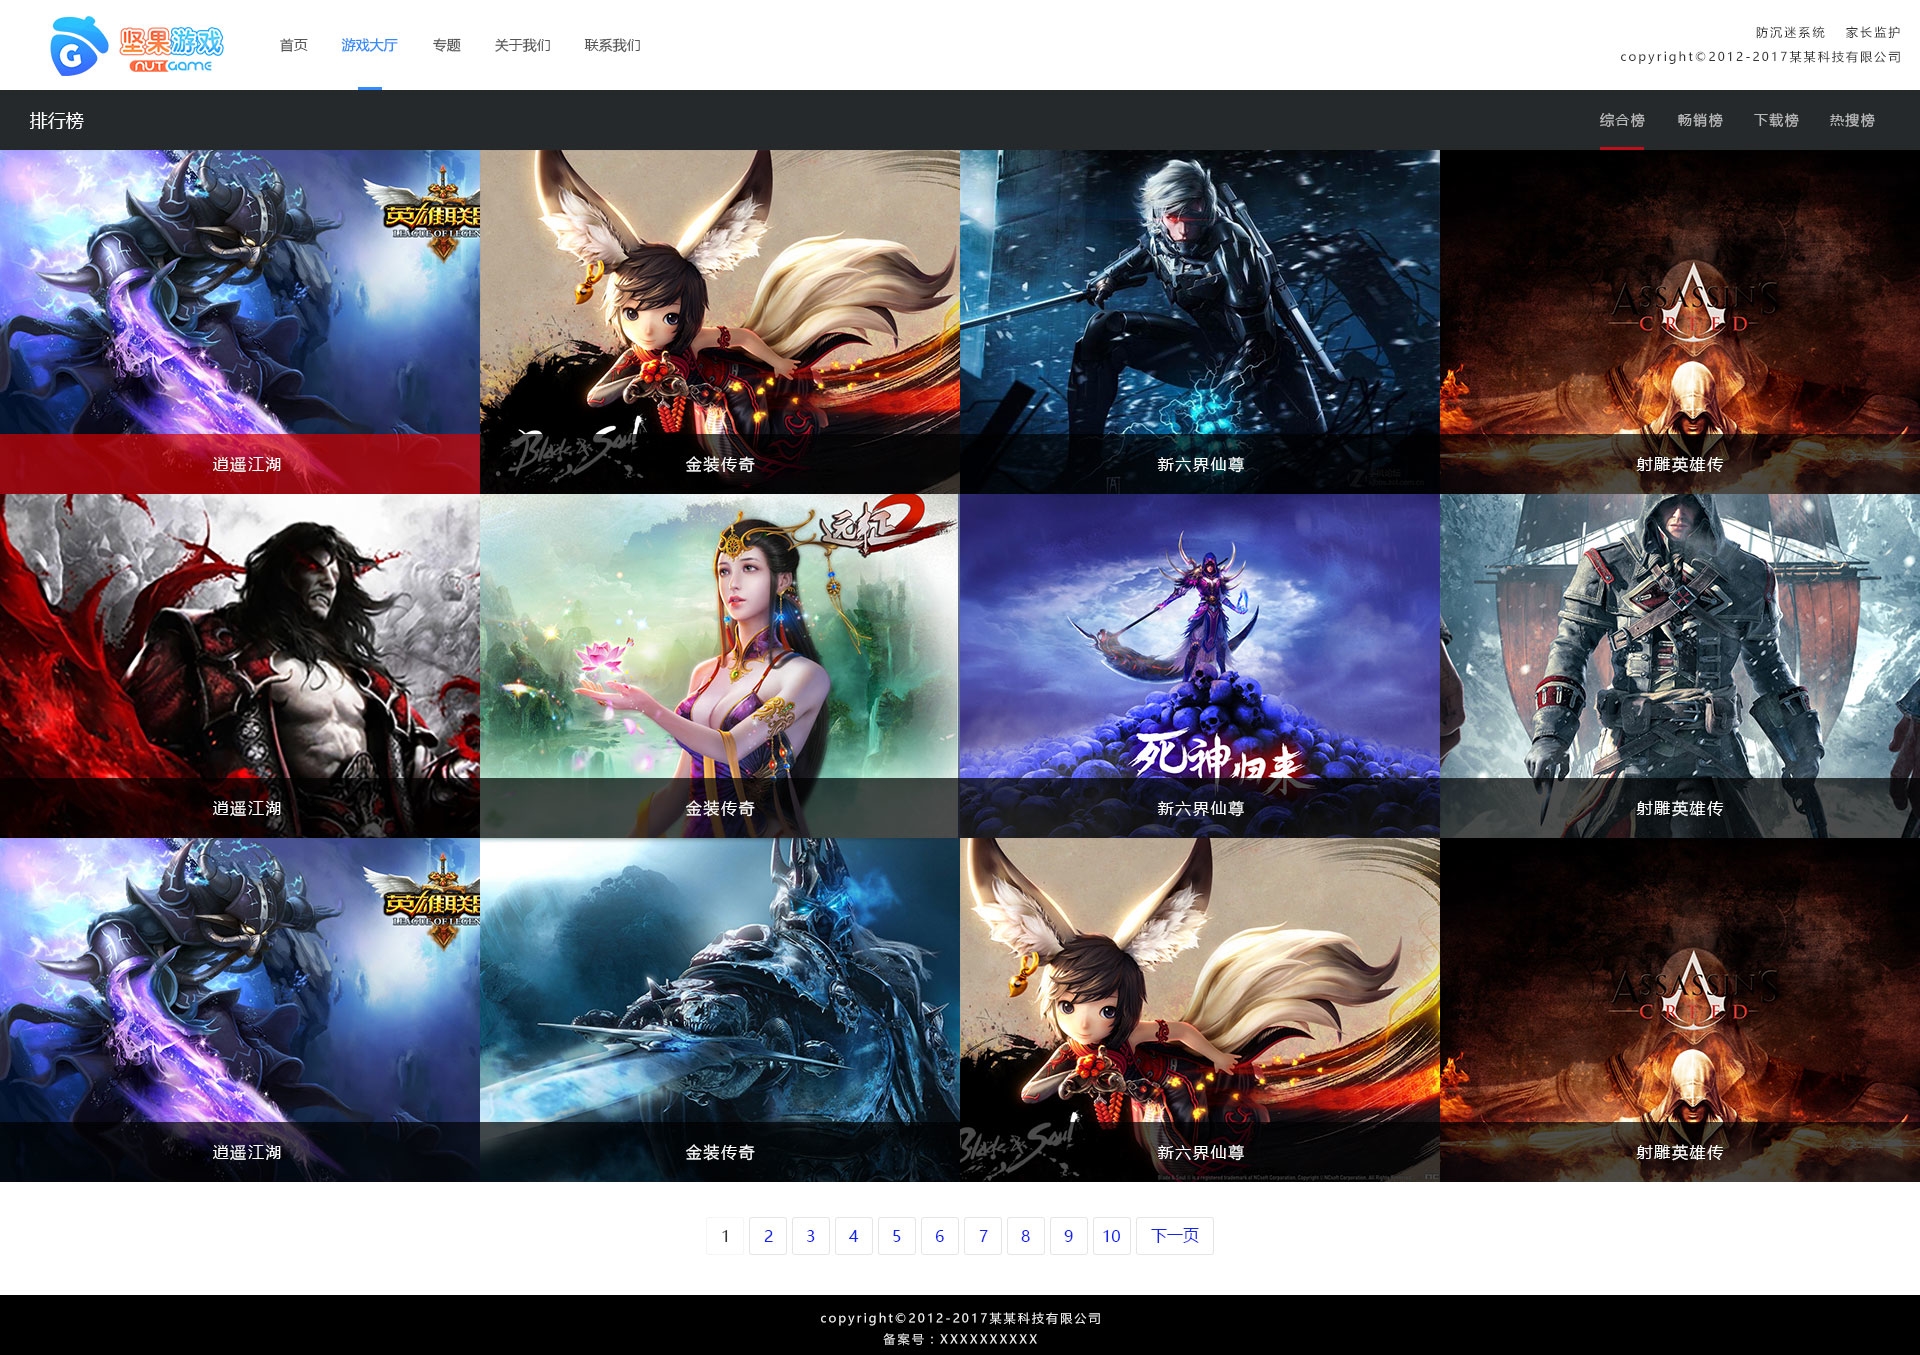 坚果游戏
NUTGAME
首页 游戏大厅 专题 关于我们 联系我们
防沉迷系统 家长监护
copyright©2012-2017某某科技有限公司
排行榜
综合榜 畅销榜 下载榜 热搜榜
英雄联盟
LEAGUE OF LEGEN
Blade & Soul
ASSASSIN'S
CREED
逍遥江湖
金装传奇
新六界仙尊
射雕英雄传
远征2
死神归来
逍遥江湖
金装传奇
新六界仙尊
射雕英雄传
英雄联盟
LEAGUE OF LEGEN
ASSASSIN'S
CREED
Blade & Soul
逍遥江湖
金装传奇
新六界仙尊
射雕英雄传
1 2 3 4 5 6 7 8 9 10 下一页
copyright©2012-2017某某科技有限公司
备案号：XXXXXXXXXX